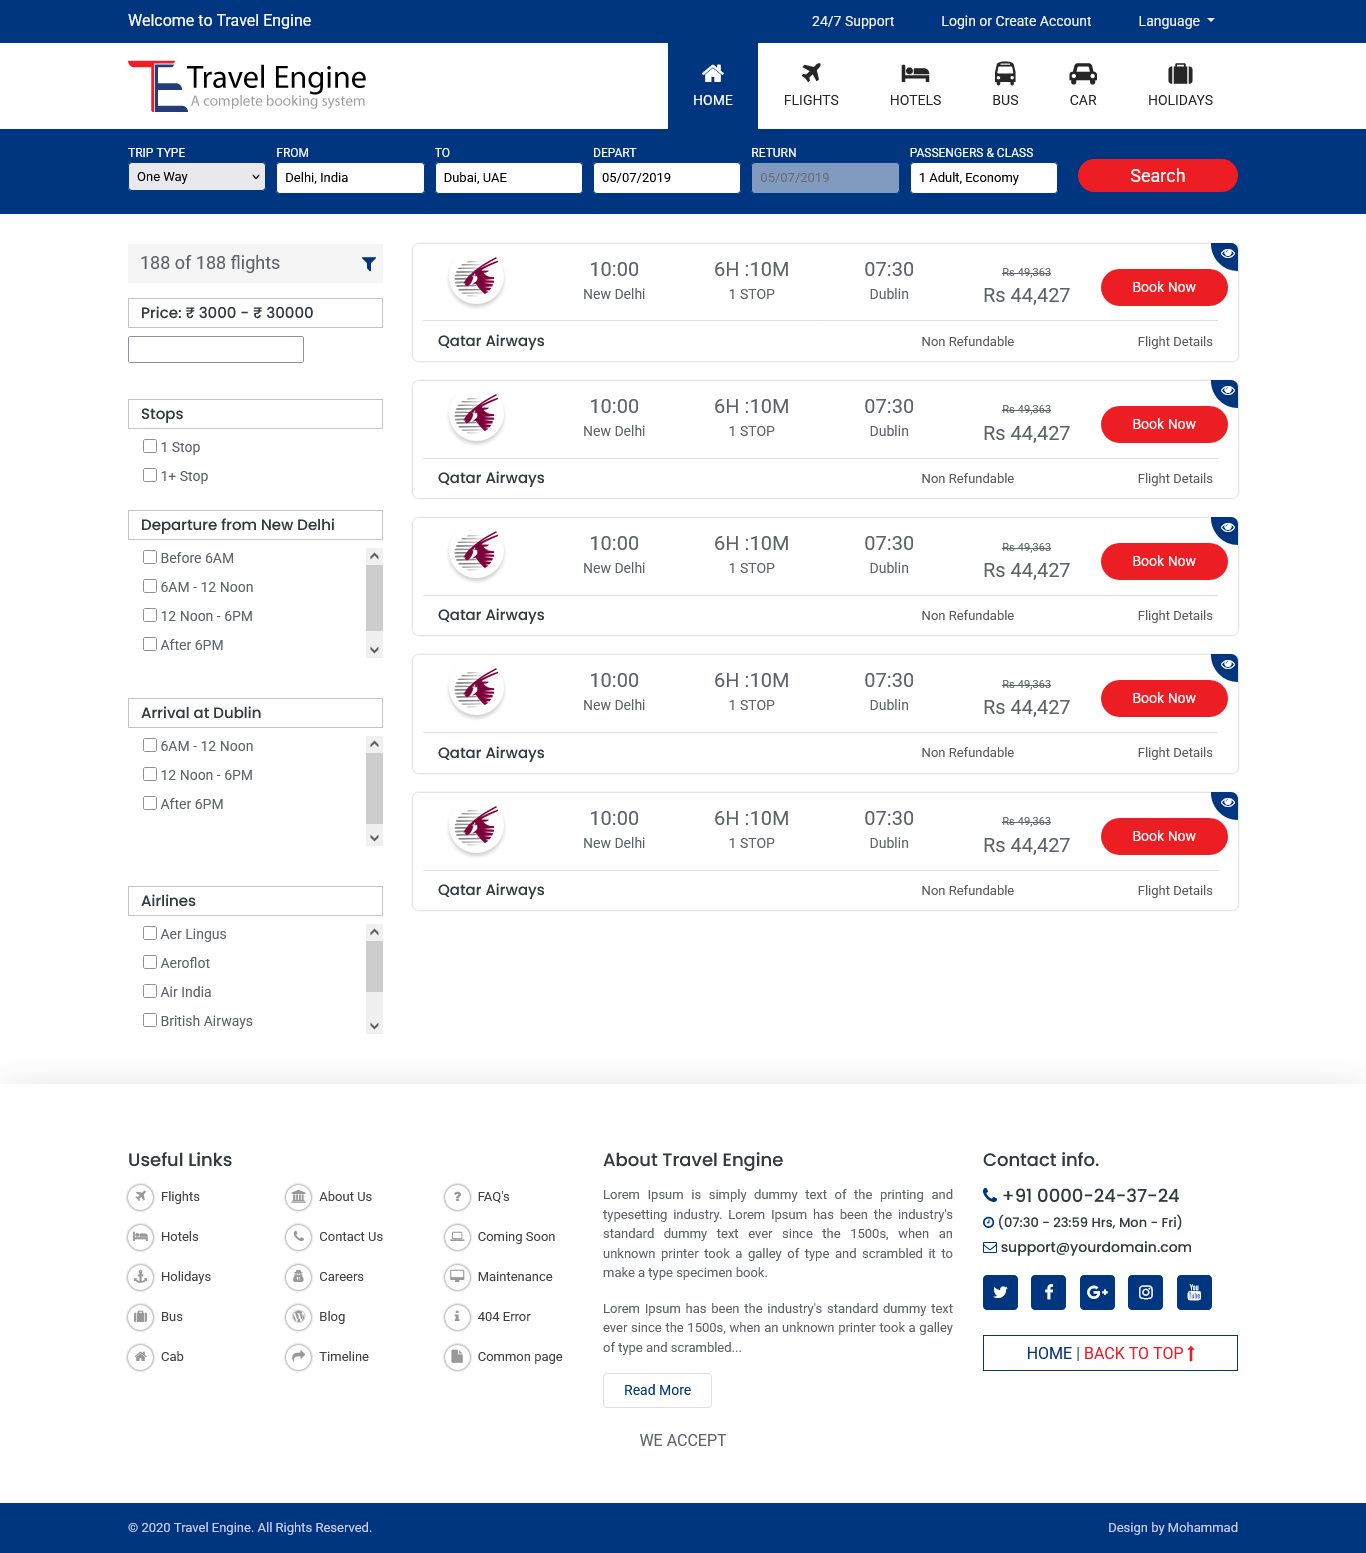 Welcome to Travel Engine
24/7 Support
Login or Create Account
Language
Travel Engine
A complete booking system
HOME
FLIGHTS
HOTELS
BUS
CAR
HOLIDAYS
TRIP TYPE
FROM
TO
DEPART
RETURN
PASSENGERS & CLASS
One Way
Delhi, India
Dubai, UAE
05/07/2019
05/07/2019
1 Adult, Economy
Search
188 of 188 flights
Price: ₹ 3000 - ₹ 30000
Stops
1 Stop
1+ Stop
Departure from New Delhi
Before 6AM
6AM - 12 Noon
12 Noon - 6PM
After 6PM
Arrival at Dublin
6AM - 12 Noon
12 Noon - 6PM
After 6PM
Airlines
Aer Lingus
Aeroflot
Air India
British Airways
10:00
New Delhi
6H :10M
1 STOP
07:30
Dublin
Rs 49,363
Rs 44,427
Book Now
Qatar Airways
Non Refundable
Flight Details
10:00
New Delhi
6H :10M
1 STOP
07:30
Dublin
Rs 49,363
Rs 44,427
Book Now
Qatar Airways
Non Refundable
Flight Details
10:00
New Delhi
6H :10M
1 STOP
07:30
Dublin
Rs 49,363
Rs 44,427
Book Now
Qatar Airways
Non Refundable
Flight Details
10:00
New Delhi
6H :10M
1 STOP
07:30
Dublin
Rs 49,363
Rs 44,427
Book Now
Qatar Airways
Non Refundable
Flight Details
10:00
New Delhi
6H :10M
1 STOP
07:30
Dublin
Rs 49,363
Rs 44,427
Book Now
Qatar Airways
Non Refundable
Flight Details
Useful Links
Flights
Hotels
Holidays
Bus
Cab
About Us
Contact Us
Careers
Blog
Timeline
FAQ's
Coming Soon
Maintenance
404 Error
Common page
About Travel Engine
Lorem Ipsum is simply dummy text of the printing and
typesetting industry. Lorem Ipsum has been the industry's
standard dummy text ever since the 1500s, when an
unknown printer took a galley of type and scrambled it to
make a type specimen book.
Lorem Ipsum has been the industry's standard dummy text
ever since the 1500s, when an unknown printer took a galley
of type and scrambled...
Read More
Contact info.
+91 0000-24-37-24
(07:30 - 23:59 Hrs, Mon - Fri)
support@yourdomain.com
HOME | BACK TO TOP
WE ACCEPT
© 2020 Travel Engine. All Rights Reserved.
Design by Mohammad